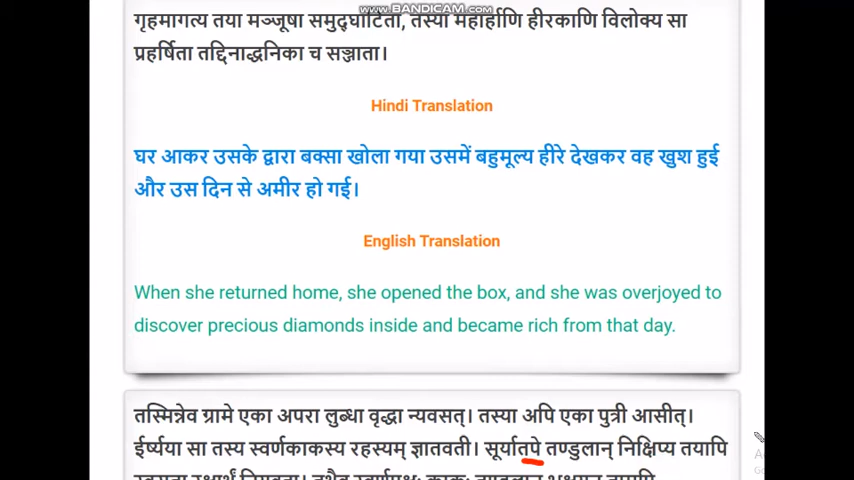 www.BANDICAM.com
गृहमागत्य तया मञ्जूषा समुद्घाटिता, तस्यां महार्हाणि हीरकाणि विलोक्य सा
प्रहर्षिता तद्दिनाद्धनिका च सञ्जाता।
Hindi Translation
घर आकर उसके द्वारा बक्सा खोला गया उसमें बहुमूल्य हीरे देखकर वह खुश हुई
और उस दिन से अमीर हो गई।
English Translation
When she returned home, she opened the box, and she was overjoyed to
discover precious diamonds inside and became rich from that day.
तस्मिन्नेव ग्रामे एका अपरा लुब्धा वृद्धा न्यवसत्। तस्या अपि एका पुत्री आसीत्।
ईर्ष्यया सा तस्य स्वर्णकाकस्य रहस्यम् ज्ञातवती। सूर्यातपे तण्डुलान् निक्षिप्य तयापि